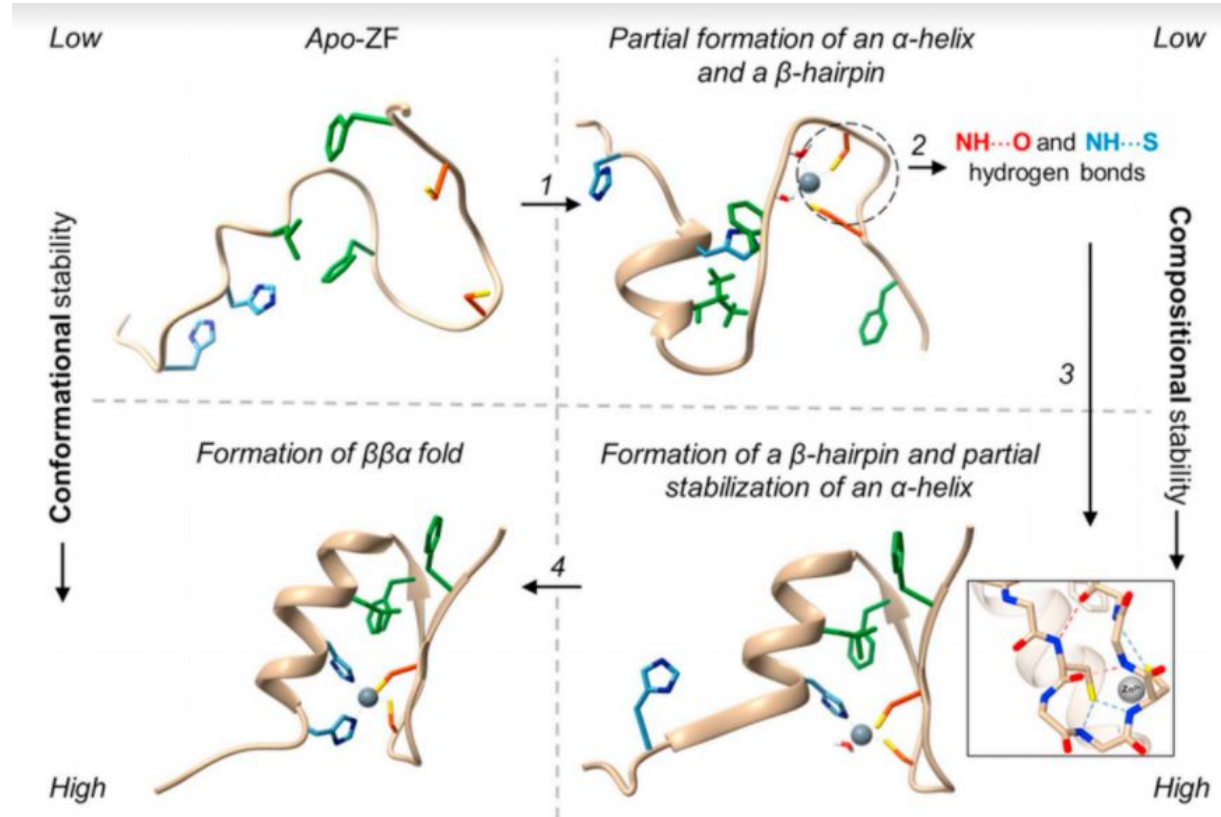 Low
Apo-ZF
Partial formation of an α-helix
and a β-hairpin
Low
1
2
NH···O and NH···S
hydrogen bonds
Conformational stability
Compositional stability
3
Formation of ββα fold
Formation of a β-hairpin and partial
stabilization of an α-helix
4
Zn²⁺
High
High